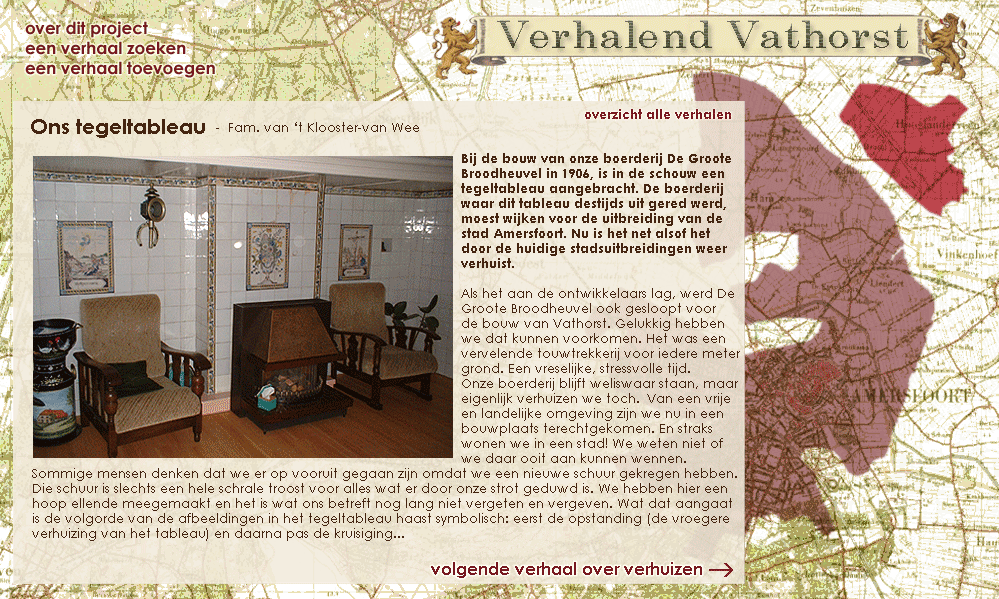 over dit project
een verhaal zoeken
een verhaal toevoegen
Verhalend Vathorst
overzicht alle verhalen
Ons tegeltableau - Fam. van ‘t Klooster-van Wee
Bij de bouw van onze boerderij De Groote
Broodheuvel in 1906, is in de schouw een
tegeltableau aangebracht. De boerderij
waar dit tableau destijds uit gered werd,
moest wijken voor de uitbreiding van de
stad Amersfoort. Nu is het net alsof het
door de huidige stadsuitbreidingen weer
verhuist.
Als het aan de ontwikkelaars lag, werd De
Groote Broodheuvel ook gesloopt voor
de bouw van Vathorst. Gelukkig hebben
we dat kunnen voorkomen. Het was een
vervelende touwtrekkerij voor iedere meter
grond. Een vreselijke, stressvolle tijd.
Onze boerderij blijft weliswaar staan, maar
eigenlijk verhuizen we toch. Van een vrije
en landelijke omgeving zijn we nu in een
bouwplaats terechtgekomen. En straks
wonen we in een stad! We weten niet of
we daar ooit aan kunnen wennen.
Sommige mensen denken dat we er op vooruit gegaan zijn omdat we een nieuwe schuur gekregen hebben.
Die schuur is slechts een hele schrale troost voor alles wat er door onze strot geduwd is. We hebben hier een
hoop ellende meegemaakt en het is wat ons betreft nog lang niet vergeten en vergeven. Wat dat aangaat
is de volgorde van de afbeeldingen in het tegeltableau haast symbolisch: eerst de opstanding (de vroegere
verhuizing van het tableau) en daarna pas de kruisiging...
volgende verhaal over verhuizen →
AMERSFOORT